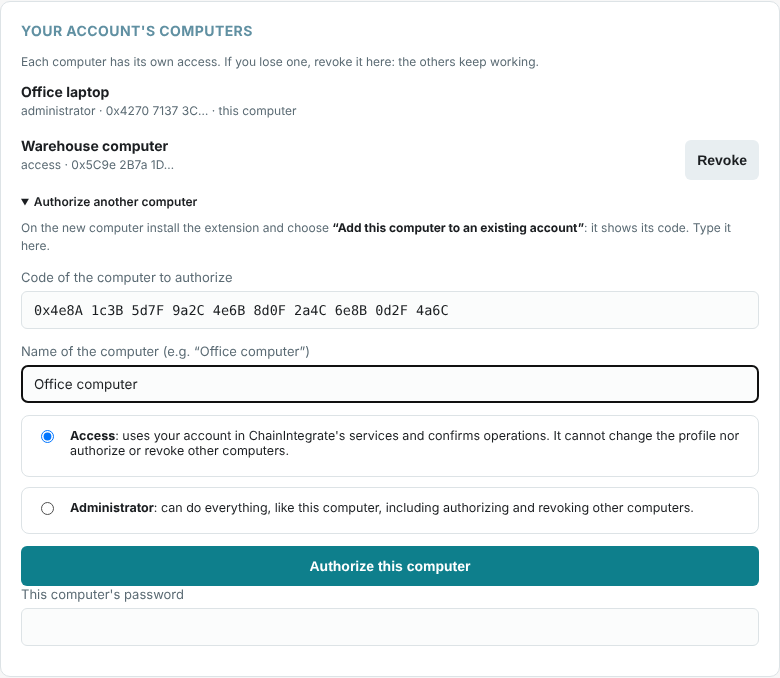 YOUR ACCOUNT'S COMPUTERS
Each computer has its own access. If you lose one, revoke it here: the others keep working.
Office laptop
administrator · 0x4270 7137 3C… · this computer
Warehouse computer
access · 0x5C9e 2B7a 1D…
Revoke
▼ Authorize another computer
On the new computer install the extension and choose “Add this computer to an existing account”: it shows its code. Type it
here.
Code of the computer to authorize
0x4e8A 1c3B 5d7F 9a2C 4e6B 8d0F 2a4C 6e8B 0d2F 4a6C
Name of the computer (e.g. “Office computer”)
Office computer
Access: uses your account in ChainIntegrate's services and confirms operations. It cannot change the profile nor
authorize or revoke other computers.
Administrator: can do everything, like this computer, including authorizing and revoking other computers.
Authorize this computer
This computer's password